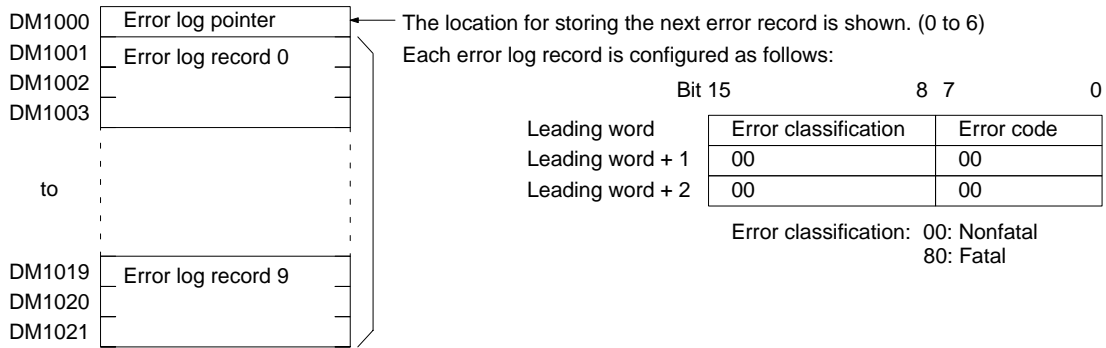 DM1000 Error log pointer The location for storing the next error record is shown. (0 to 6)
DM1001 Error log record 0 Each error log record is configured as follows:
DM1002
DM1003
Bit 15 8 7 0
Leading word Error classification Error code
Leading word + 1 00 00
Leading word + 2 00 00
to
Error classification: 00: Nonfatal
80: Fatal
DM1019 Error log record 9
DM1020
DM1021